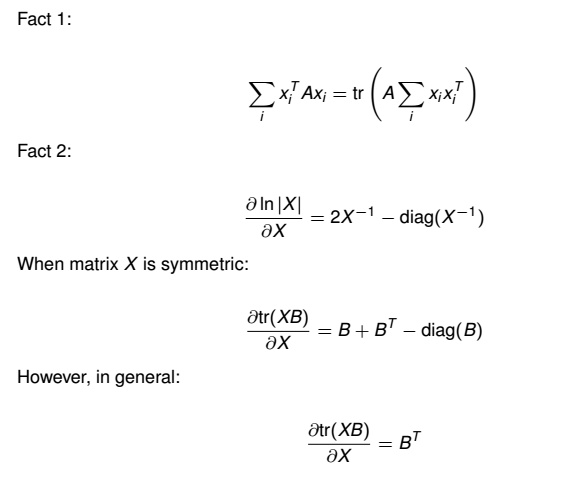 Fact 1:
∑_i x_i^T A x_i = tr ( A ∑_i x_i x_i^T )
Fact 2:
∂ ln |X| / ∂X = 2X^{−1} − diag(X^{−1})
When matrix X is symmetric:
∂tr(XB) / ∂X = B + B^T − diag(B)
However, in general:
∂tr(XB) / ∂X = B^T